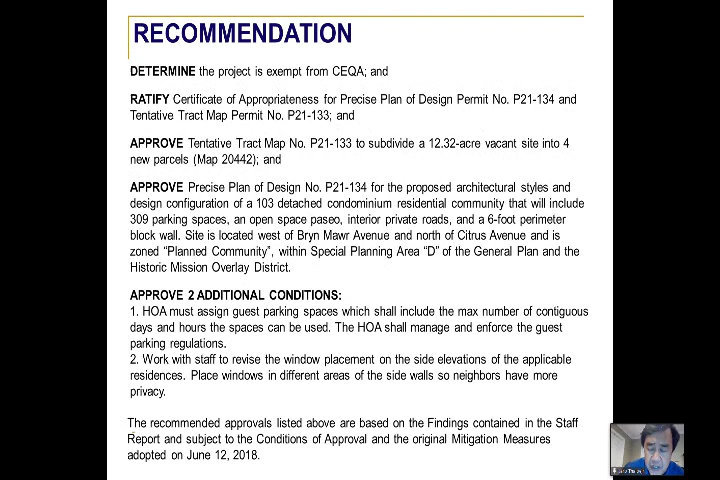 RECOMMENDATION
DETERMINE the project is exempt from CEQA; and
RATIFY Certificate of Appropriateness for Precise Plan of Design Permit No. P21-134 and
Tentative Tract Map Permit No. P21-133; and
APPROVE Tentative Tract Map No. P21-133 to subdivide a 12.32-acre vacant site into 4
new parcels (Map 20442); and
APPROVE Precise Plan of Design No. P21-134 for the proposed architectural styles and
design configuration of a 103 detached condominium residential community that will include
309 parking spaces, an open space paseo, interior private roads, and a 6-foot perimeter
block wall. Site is located west of Bryn Mawr Avenue and north of Citrus Avenue and is
zoned “Planned Community”, within Special Planning Area “D” of the General Plan and the
Historic Mission Overlay District.
APPROVE 2 ADDITIONAL CONDITIONS:
1. HOA must assign guest parking spaces which shall include the max number of contiguous
days and hours the spaces can be used. The HOA shall manage and enforce the guest
parking regulations.
2. Work with staff to revise the window placement on the side elevations of the applicable
residences. Place windows in different areas of the side walls so neighbors have more
privacy.
The recommended approvals listed above are based on the Findings contained in the Staff
Report and subject to the Conditions of Approval and the original Mitigation Measures
adopted on June 12, 2018.